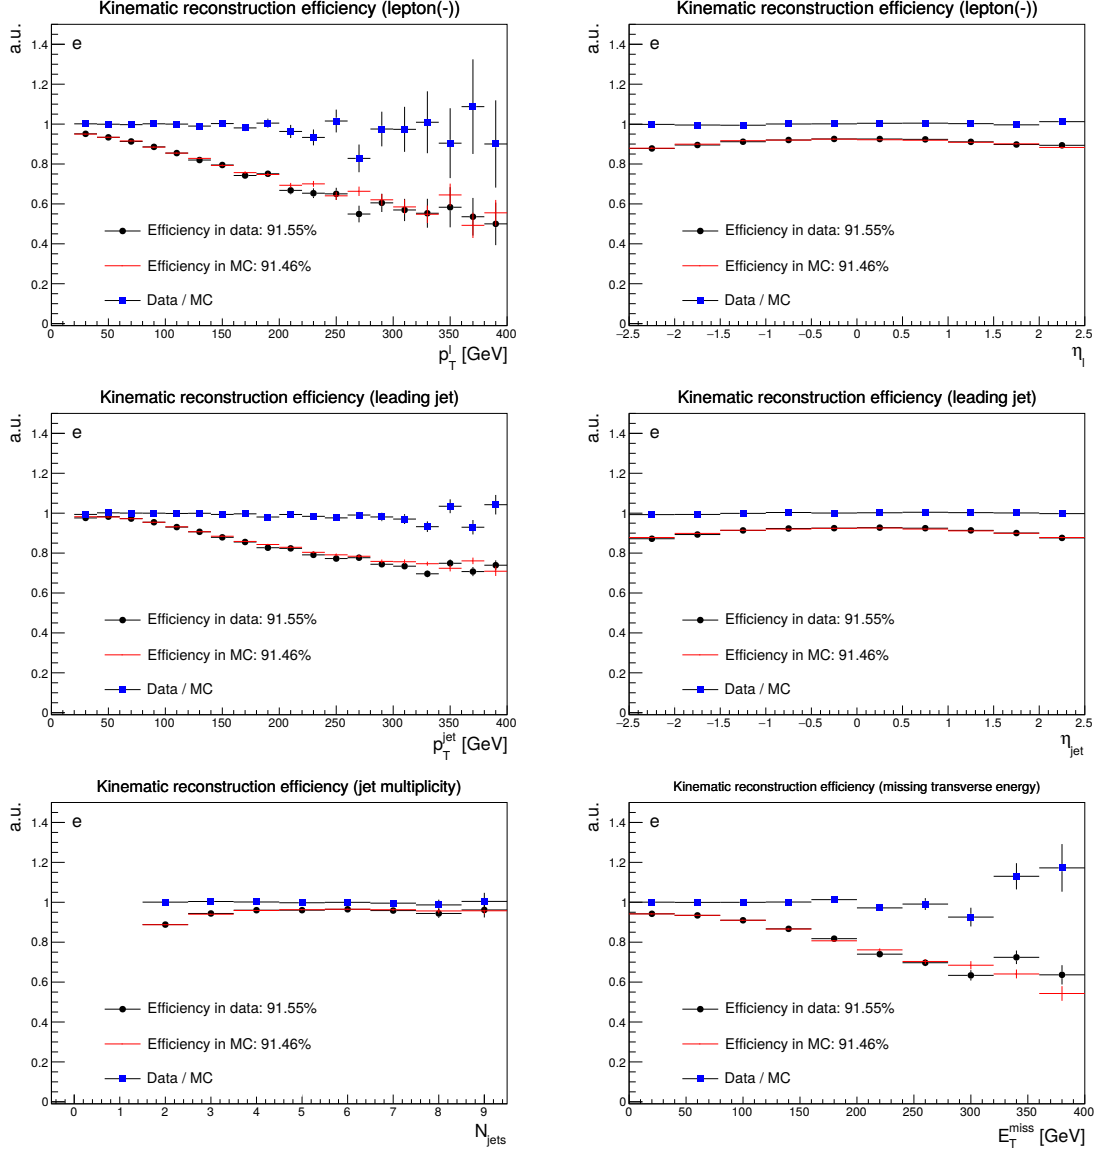 Kinematic reconstruction efficiency (lepton(-))
a.u.
e
1.4
1.2
1
0.8
0.6
0.4
0.2
0
Efficiency in data: 91.55%
Efficiency in MC: 91.46%
Data / MC
0 50 100 150 200 250 300 350 400
p_T^l [GeV]
Kinematic reconstruction efficiency (lepton(-))
a.u.
e
1.4
1.2
1
0.8
0.6
0.4
0.2
0
Efficiency in data: 91.55%
Efficiency in MC: 91.46%
Data / MC
−2.5 −2 −1.5 −1 −0.5 0 0.5 1 1.5 2 2.5
η_l
Kinematic reconstruction efficiency (leading jet)
a.u.
e
1.4
1.2
1
0.8
0.6
0.4
0.2
0
Efficiency in data: 91.55%
Efficiency in MC: 91.46%
Data / MC
0 50 100 150 200 250 300 350 400
p_T^jet [GeV]
Kinematic reconstruction efficiency (leading jet)
a.u.
e
1.4
1.2
1
0.8
0.6
0.4
0.2
0
Efficiency in data: 91.55%
Efficiency in MC: 91.46%
Data / MC
−2.5 −2 −1.5 −1 −0.5 0 0.5 1 1.5 2 2.5
η_jet
Kinematic reconstruction efficiency (jet multiplicity)
a.u.
e
1.4
1.2
1
0.8
0.6
0.4
0.2
0
Efficiency in data: 91.55%
Efficiency in MC: 91.46%
Data / MC
0 1 2 3 4 5 6 7 8 9
N_jets
Kinematic reconstruction efficiency (missing transverse energy)
a.u.
e
1.4
1.2
1
0.8
0.6
0.4
0.2
0
Efficiency in data: 91.55%
Efficiency in MC: 91.46%
Data / MC
0 50 100 150 200 250 300 350 400
E_T^miss [GeV]